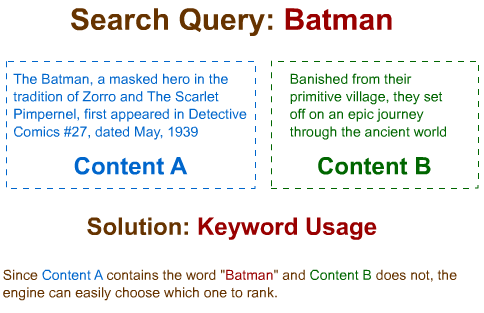 Search Query: Batman
The Batman, a masked hero in the
tradition of Zorro and The Scarlet
Pimpernel, first appeared in Detective
Comics #27, dated May, 1939
Content A
Banished from their
primitive village, they set
off on an epic journey
through the ancient world
Content B
Solution: Keyword Usage
Since Content A contains the word "Batman" and Content B does not, the
engine can easily choose which one to rank.